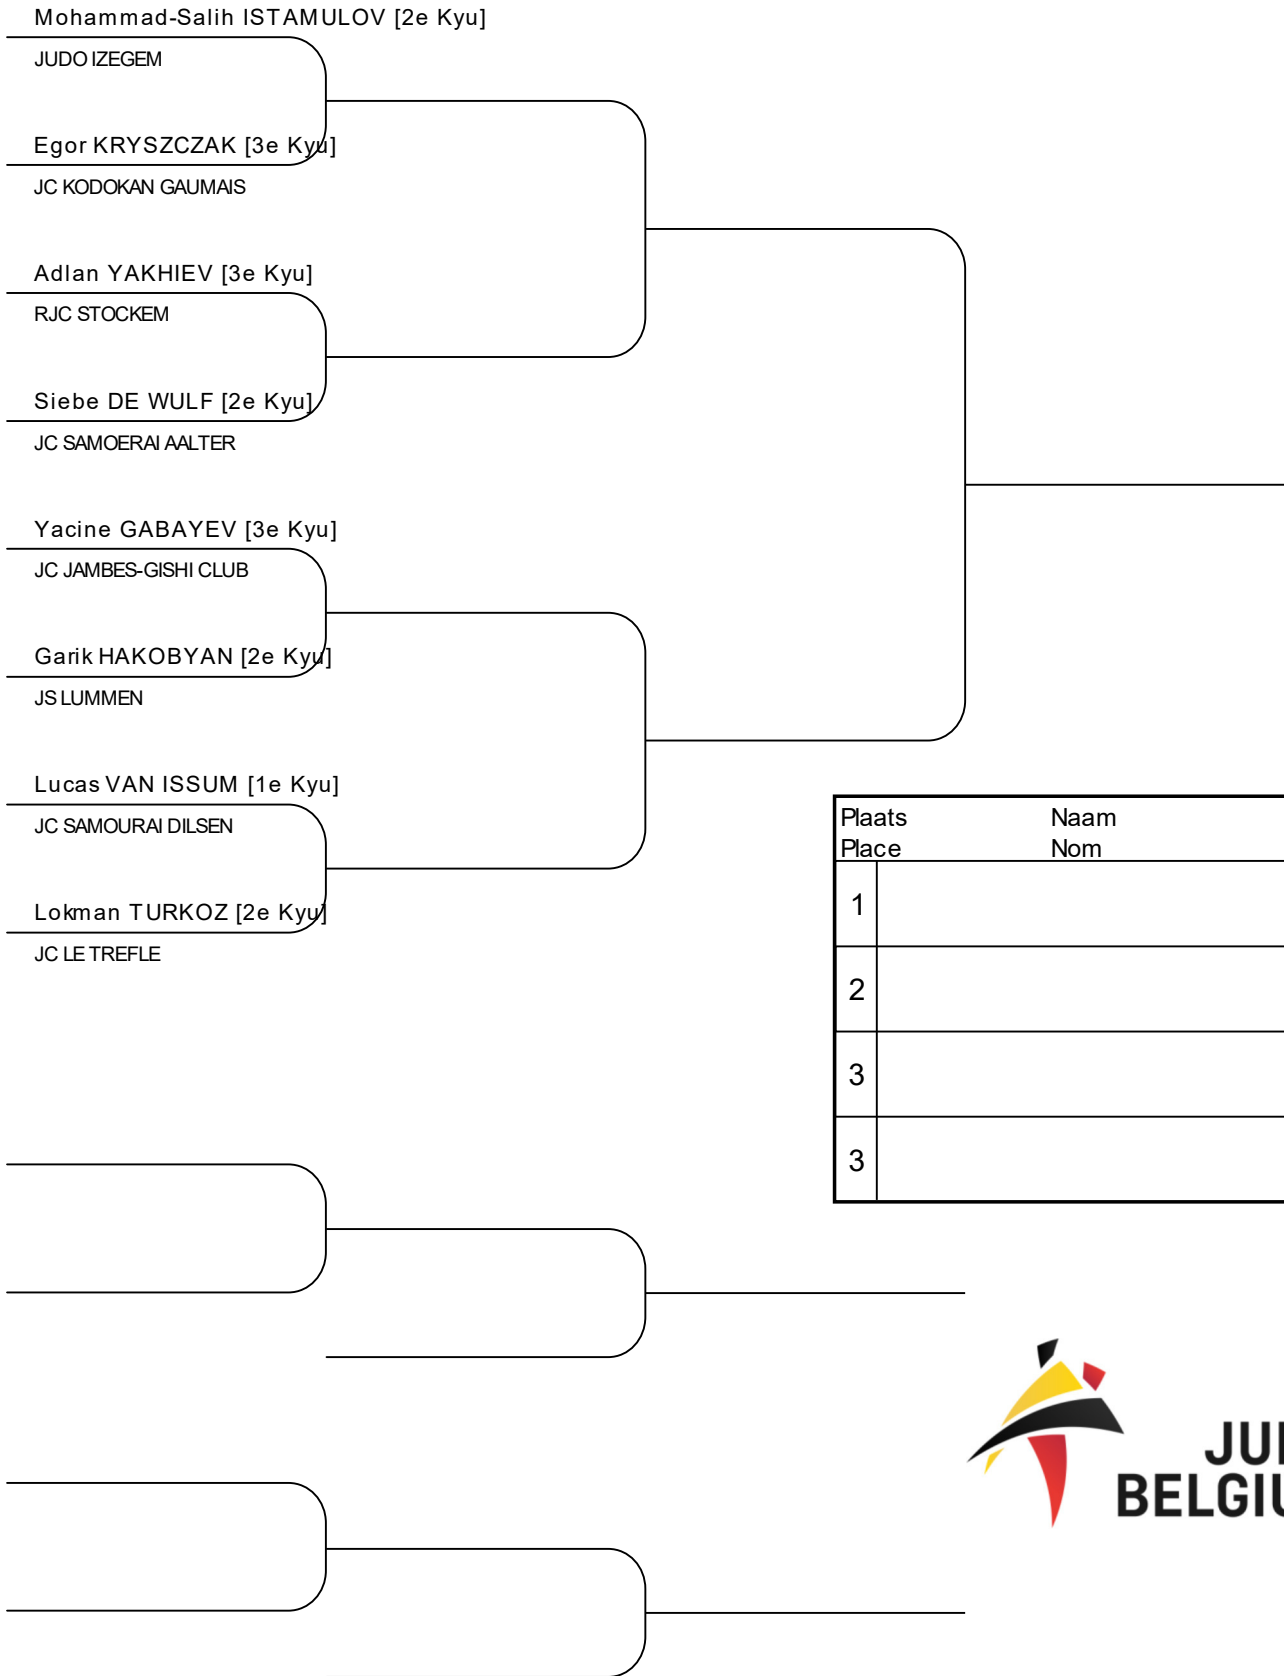 Mohammad-Salih ISTAMULOV [2e Kyu]
JUDO IZEGEM
Egor KRYSZCZAK [3e Kyu]
JC KODOKAN GAUMAIS
Adlan YAKHIEV [3e Kyu]
RJC STOCKEM
Siebe DE WULF [2e Kyu]
JC SAMOERAI AALTER
Yacine GABAYEV [3e Kyu]
JC JAMBES-GISHI CLUB
Garik HAKOBYAN [2e Kyu]
JS LUMMEN
Lucas VAN ISSUM [1e Kyu]
JC SAMOURAI DILSEN
Lokman TURKOZ [2e Kyu]
JC LE TREFLE
Plaats Naam
Place Nom
1
2
3
3